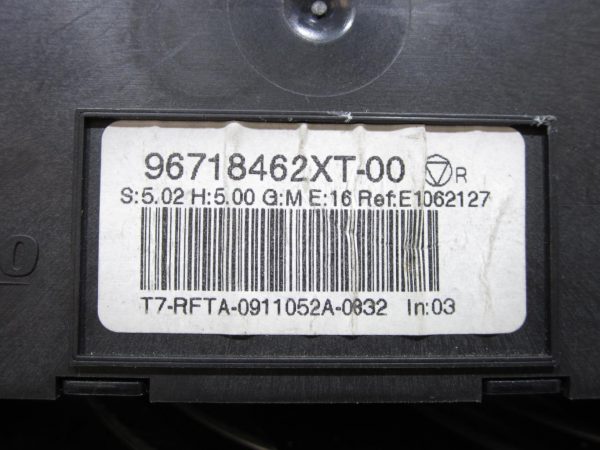 96718462XT-00 R
S:5.02 H:5.00 G:M E:16 Ref:E1062127
T7-RFTA-0911052A-0832 In:03